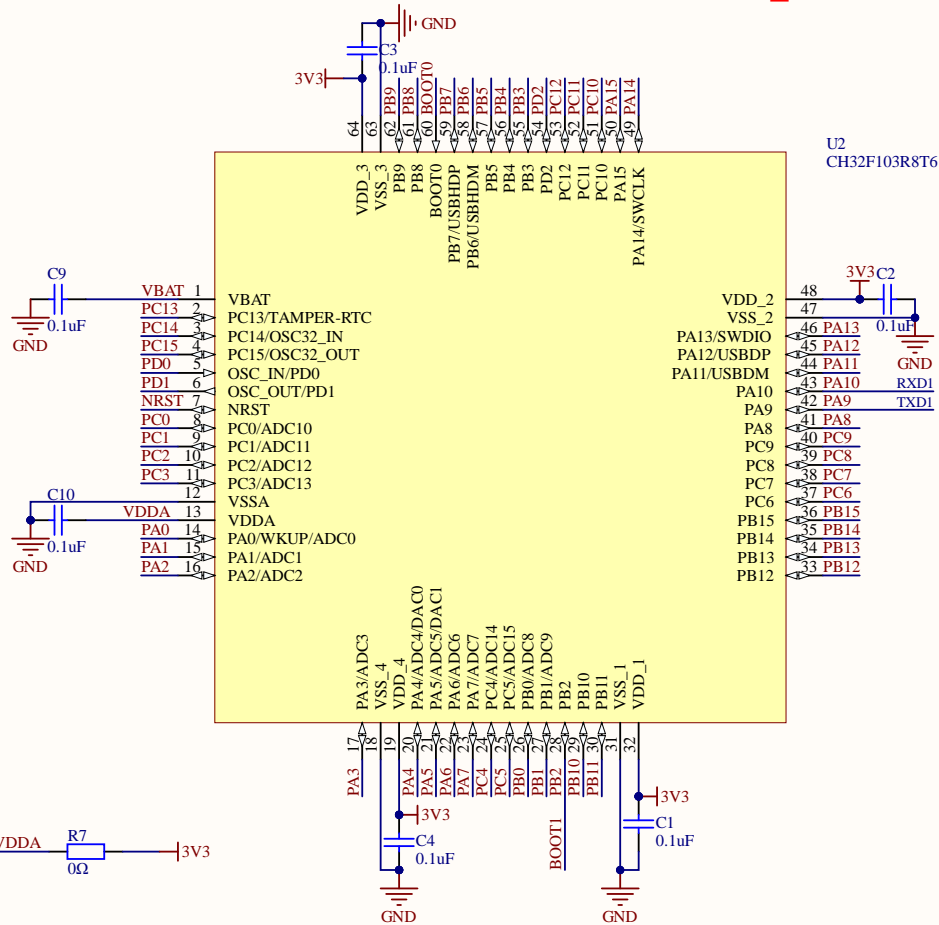 GND
C3
0.1uF
3V3
PB9
PB8
BOOT0
PB7
PB6
PB5
PB4
PB3
PD2
PC12
PC11
PC10
PA15
PA14
64
63
62
61
60
59
58
57
56
55
54
53
52
51
50
49
VDD_3
VSS_3
PB9
PB8
BOOT0
PB7/USBHDP
PB6/USBHDM
PB5
PB4
PB3
PD2
PC12
PC11
PC10
PA15
PA14/SWCLK
U2
CH32F103R8T6
C9
0.1uF
GND
VBAT 1 VBAT
PC13 2 PC13/TAMPER-RTC
PC14 3 PC14/OSC32_IN
PC15 4 PC15/OSC32_OUT
PD0 5 OSC_IN/PD0
PD1 6 OSC_OUT/PD1
NRST 7 NRST
PC0 8 PC0/ADC10
PC1 9 PC1/ADC11
PC2 10 PC2/ADC12
PC3 11 PC3/ADC13
12 VSSA
VDDA 13 VDDA
PA0 14 PA0/WKUP/ADC0
PA1 15 PA1/ADC1
PA2 16 PA2/ADC2
C10
0.1uF
GND
3V3
C2
0.1uF
GND
VDD_2 48
VSS_2 47
PA13/SWDIO 46 PA13
PA12/USBDP 45 PA12
PA11/USBDM 44 PA11
PA10 43 PA10 RXD1
PA9 42 PA9 TXD1
PA8 41 PA8
PC9 40 PC9
PC8 39 PC8
PC7 38 PC7
PC6 37 PC6
PB15 36 PB15
PB14 35 PB14
PB13 34 PB13
PB12 33 PB12
PA3/ADC3
VSS_4
VDD_4
PA4/ADC4/DAC0
PA5/ADC5/DAC1
PA6/ADC6
PA7/ADC7
PC4/ADC14
PC5/ADC15
PB0/ADC8
PB1/ADC9
PB2
PB10
PB11
VSS_1
VDD_1
17
18
19
20
21
22
23
24
25
26
27
28
29
30
31
32
PA3
PA4
PA5
PA6
PA7
PC4
PC5
PB0
PB1
PB2
PB10
PB11
BOOT1
3V3
C4
0.1uF
GND
3V3
C1
0.1uF
GND
VDDA R7 3V3
0Ω